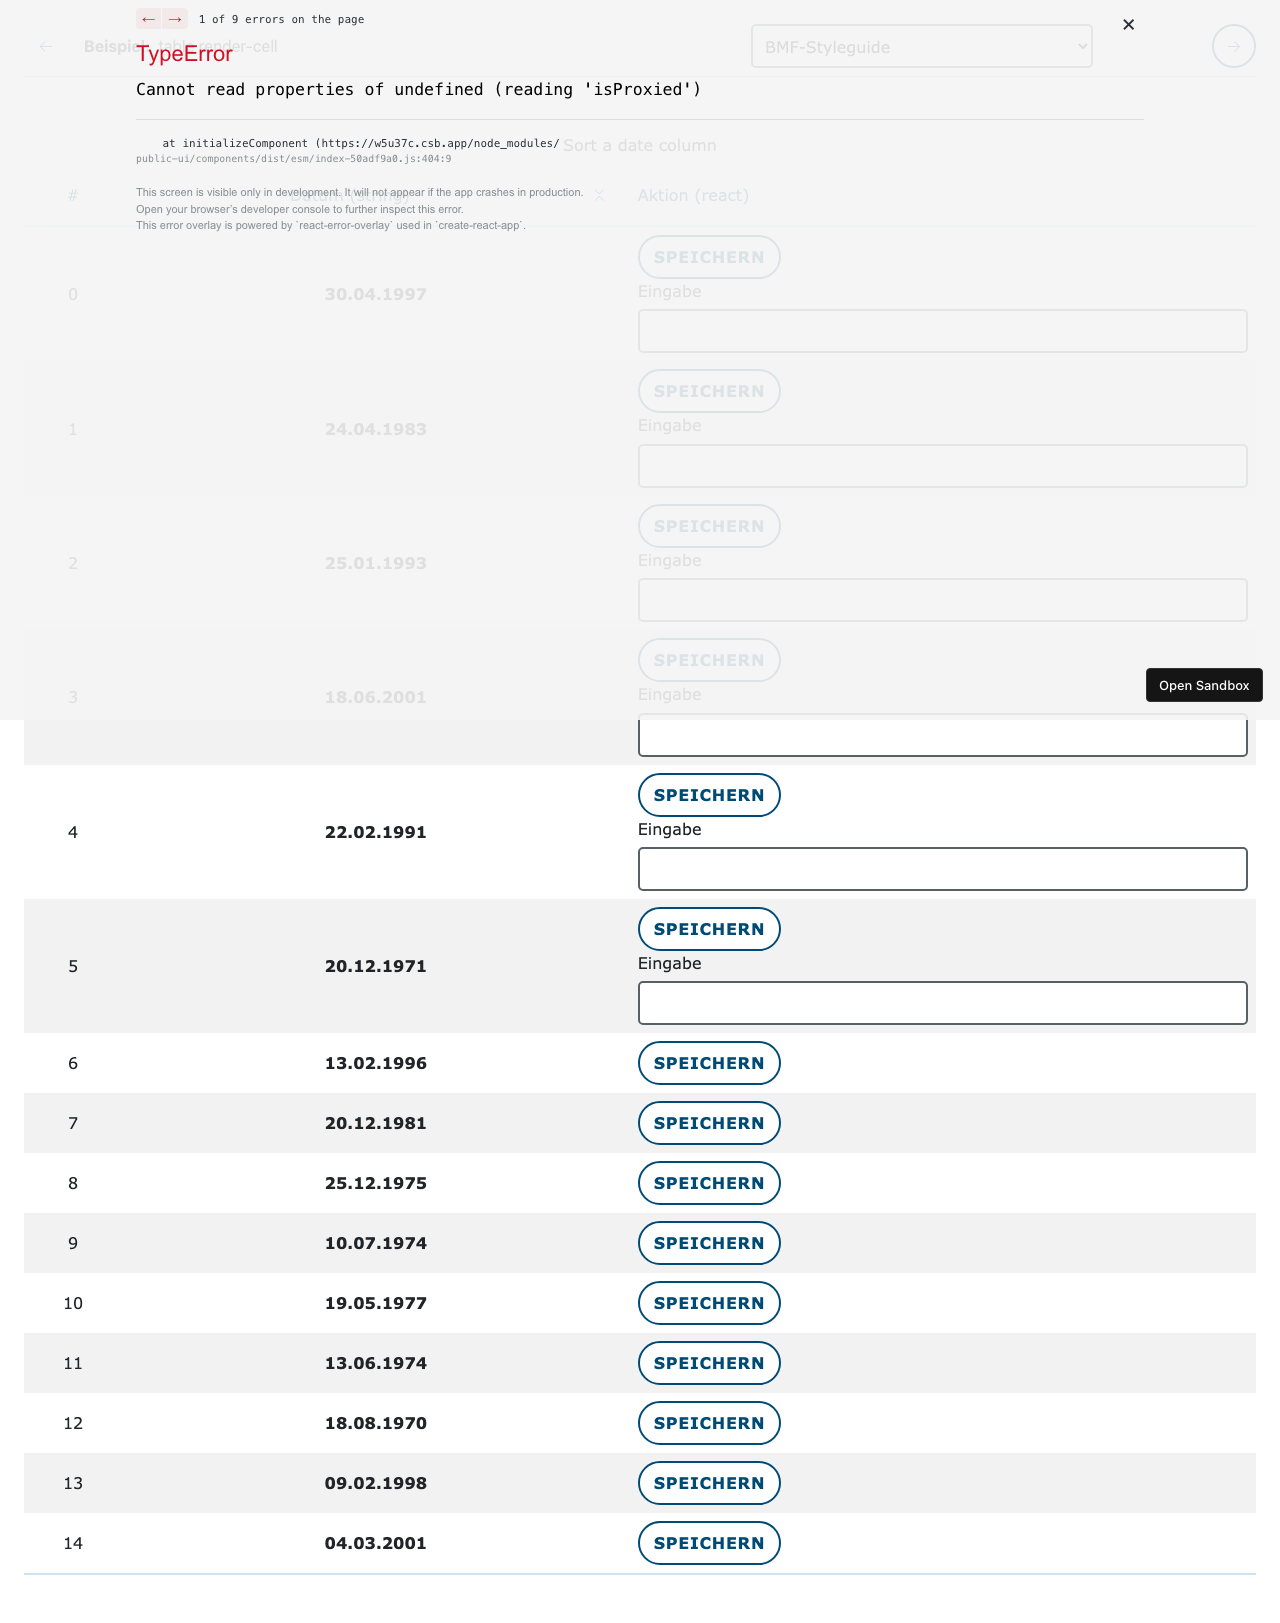 ← → 1 of 9 errors on the page ×
← Beispiel table render-cell BMF-Styleguide →
TypeError
Cannot read properties of undefined (reading 'isProxied')
at initializeComponent (https://w5u37c.csb.app/node_modules/
public-ui/components/dist/esm/index-50adf9a0.js:404:9
Sort a date column
This screen is visible only in development. It will not appear if the app crashes in production.
# Datum (string) Aktion (react)
Open your browser’s developer console to further inspect this error.
This error overlay is powered by `react-error-overlay` used in `create-react-app`.
SPEICHERN
0 30.04.1997 Eingabe
SPEICHERN
1 24.04.1983 Eingabe
SPEICHERN
2 25.01.1993 Eingabe
SPEICHERN
3 18.06.2001 Eingabe
Open Sandbox
SPEICHERN
4 22.02.1991 Eingabe
SPEICHERN
5 20.12.1971 Eingabe
6 13.02.1996 SPEICHERN
7 20.12.1981 SPEICHERN
8 25.12.1975 SPEICHERN
9 10.07.1974 SPEICHERN
10 19.05.1977 SPEICHERN
11 13.06.1974 SPEICHERN
12 18.08.1970 SPEICHERN
13 09.02.1998 SPEICHERN
14 04.03.2001 SPEICHERN